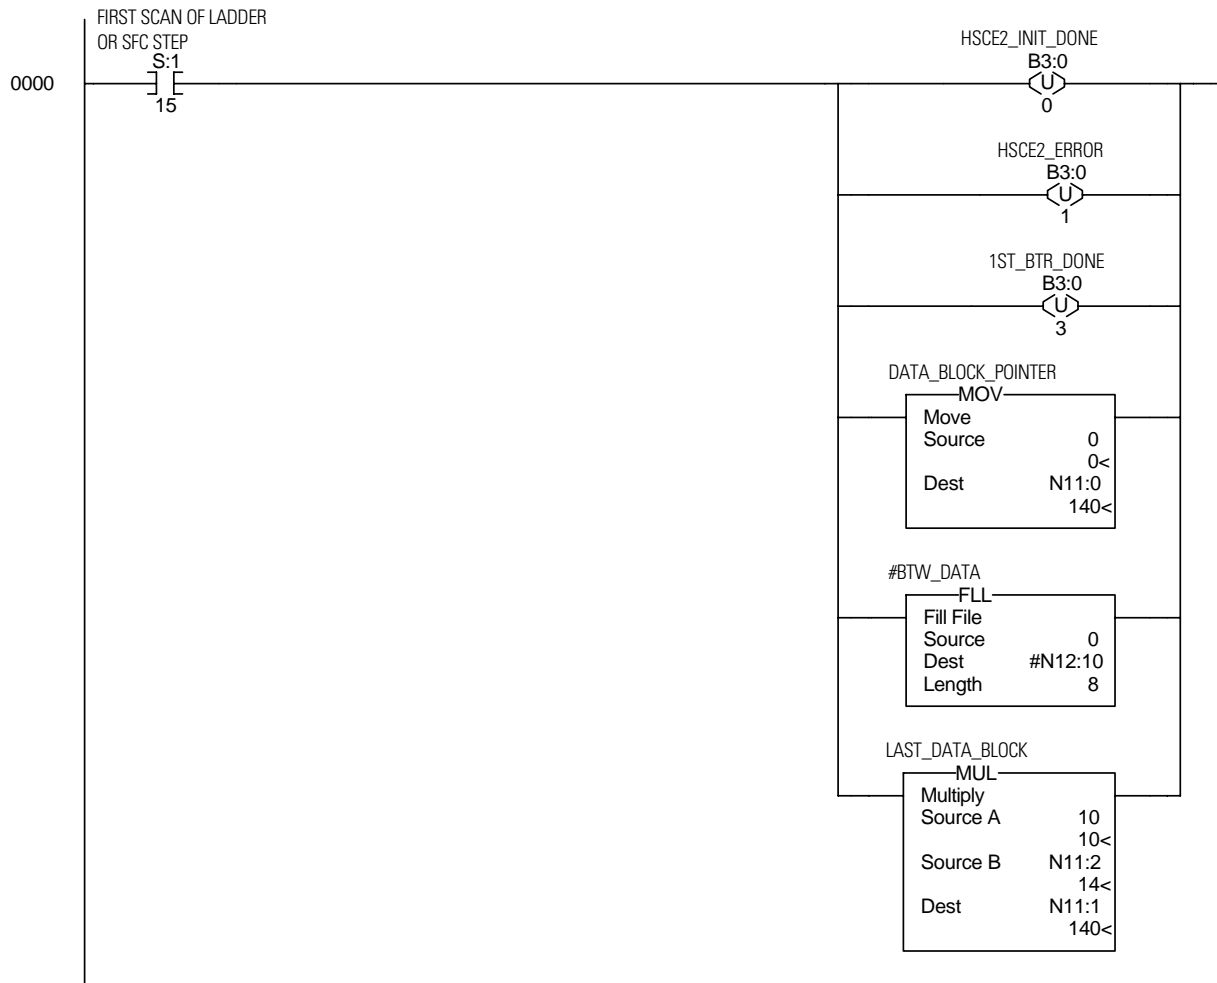 FIRST SCAN OF LADDER
OR SFC STEP
S:1
15
0000
HSCE2_INIT_DONE
B3:0
U
0
HSCE2_ERROR
B3:0
U
1
1ST_BTR_DONE
B3:0
U
3
DATA_BLOCK_POINTER
MOV
Move
Source 0
0<
Dest N11:0
140<
#BTW_DATA
FLL
Fill File
Source 0
Dest #N12:10
Length 8
LAST_DATA_BLOCK
MUL
Multiply
Source A 10
10<
Source B N11:2
14<
Dest N11:1
140<